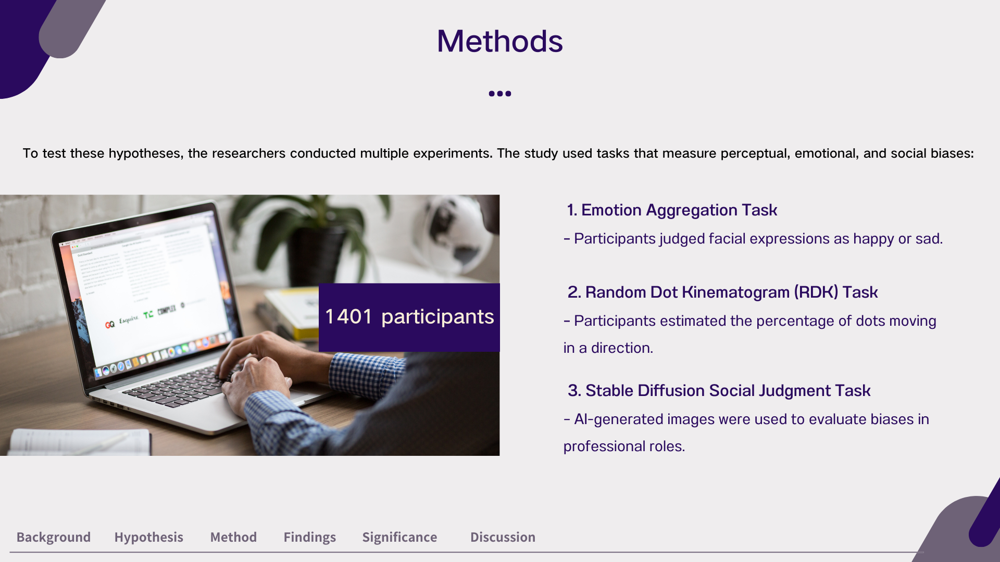 Methods
...
To test these hypotheses, the researchers conducted multiple experiments. The study used tasks that measure perceptual, emotional, and social biases:
1. Emotion Aggregation Task
- Participants judged facial expressions as happy or sad.
2. Random Dot Kinematogram (RDK) Task
- Participants estimated the percentage of dots moving
in a direction.
3. Stable Diffusion Social Judgment Task
- AI-generated images were used to evaluate biases in
professional roles.
1401 participants
Gold Standard
GQ Esquire TC COMPLEX
Background Hypothesis Method Findings Significance Discussion